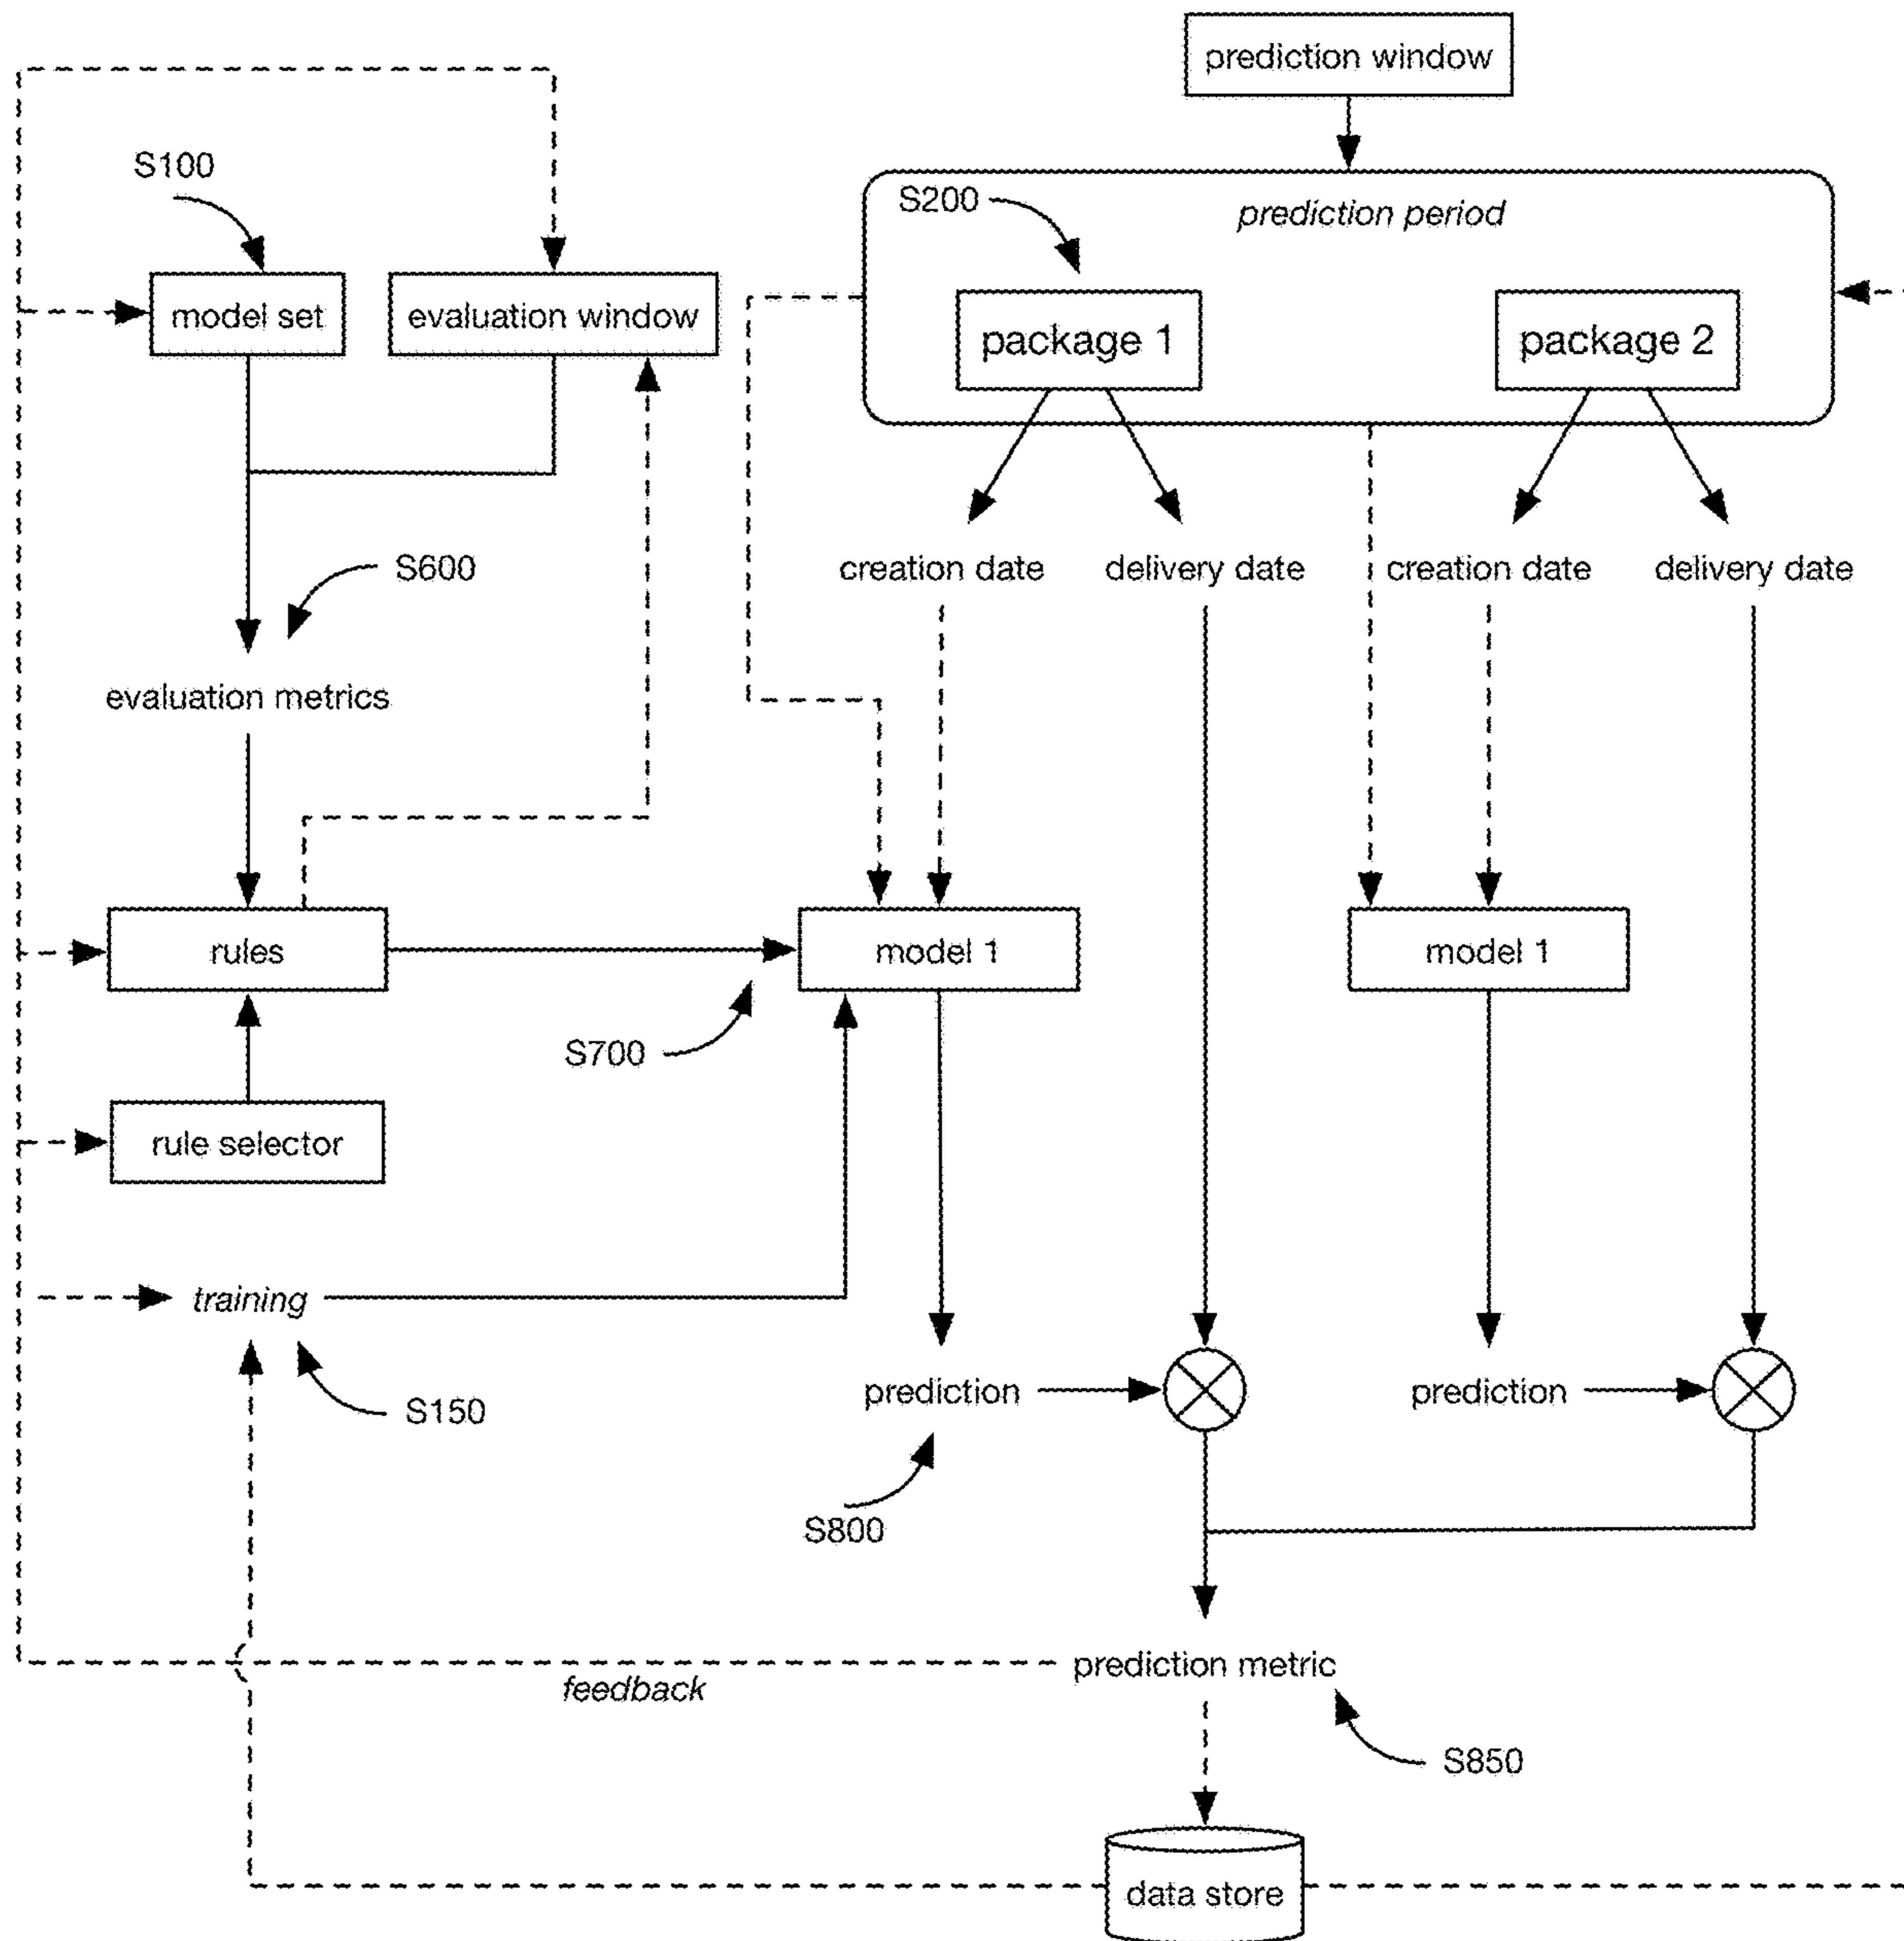 prediction window
S100
S200
prediction period
model set
evaluation window
package 1
package 2
S600
creation date
delivery date
creation date
delivery date
evaluation metrics
rules
model 1
model 1
S700
rule selector
training
S150
prediction
prediction
S800
prediction metric
feedback
S850
data store